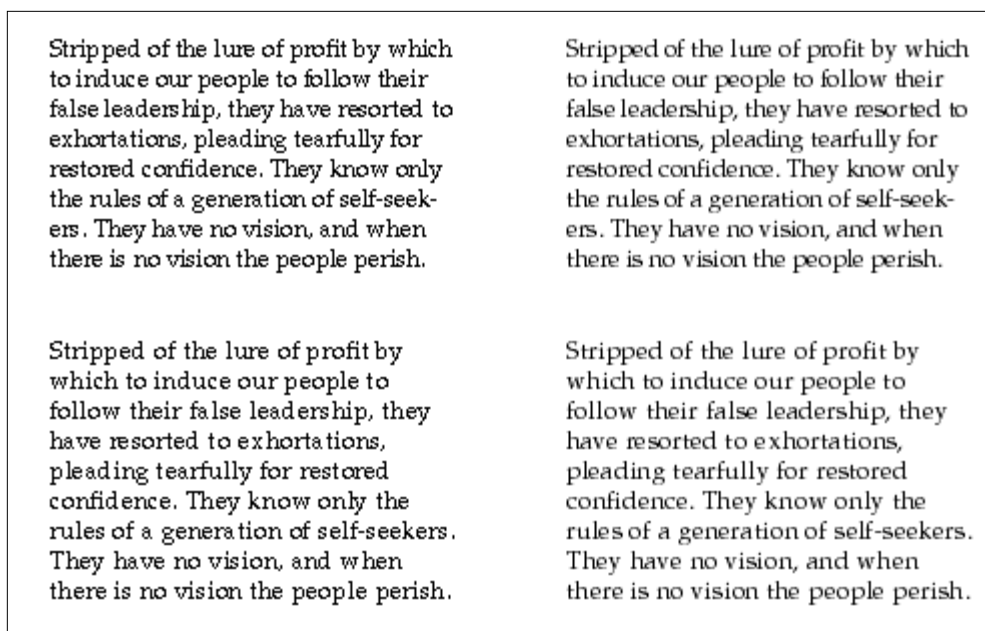 Stripped of the lure of profit by which
to induce our people to follow their
false leadership, they have resorted to
exhortations, pleading tearfully for
restored confidence. They know only
the rules of a generation of self-seek-
ers. They have no vision, and when
there is no vision the people perish.
Stripped of the lure of profit by which
to induce our people to follow their
false leadership, they have resorted to
exhortations, pleading tearfully for
restored confidence. They know only
the rules of a generation of self-seek-
ers. They have no vision, and when
there is no vision the people perish.
Stripped of the lure of profit by
which to induce our people to
follow their false leadership, they
have resorted to exhortations,
pleading tearfully for restored
confidence. They know only the
rules of a generation of self-seekers.
They have no vision, and when
there is no vision the people perish.
Stripped of the lure of profit by
which to induce our people to
follow their false leadership, they
have resorted to exhortations,
pleading tearfully for restored
confidence. They know only the
rules of a generation of self-seekers.
They have no vision, and when
there is no vision the people perish.